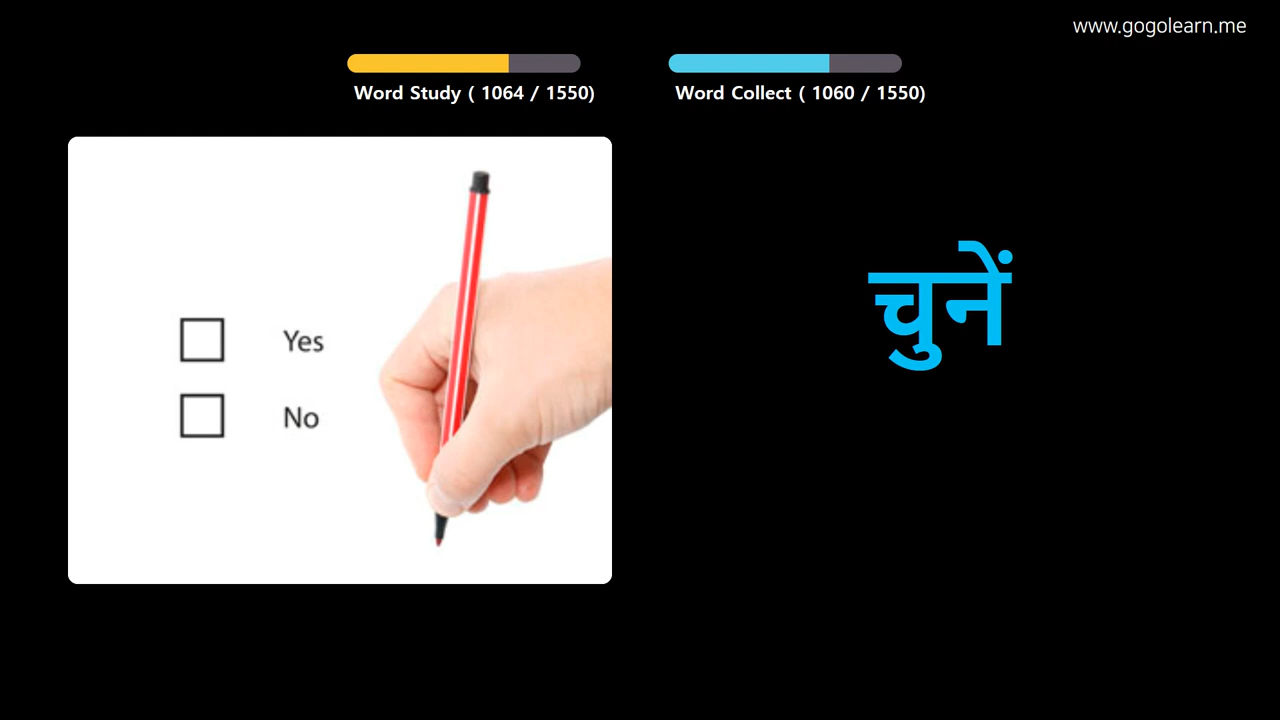 www.gogolearn.me
Word Study ( 1064 / 1550)
Word Collect ( 1060 / 1550)
Yes
No
चुनें